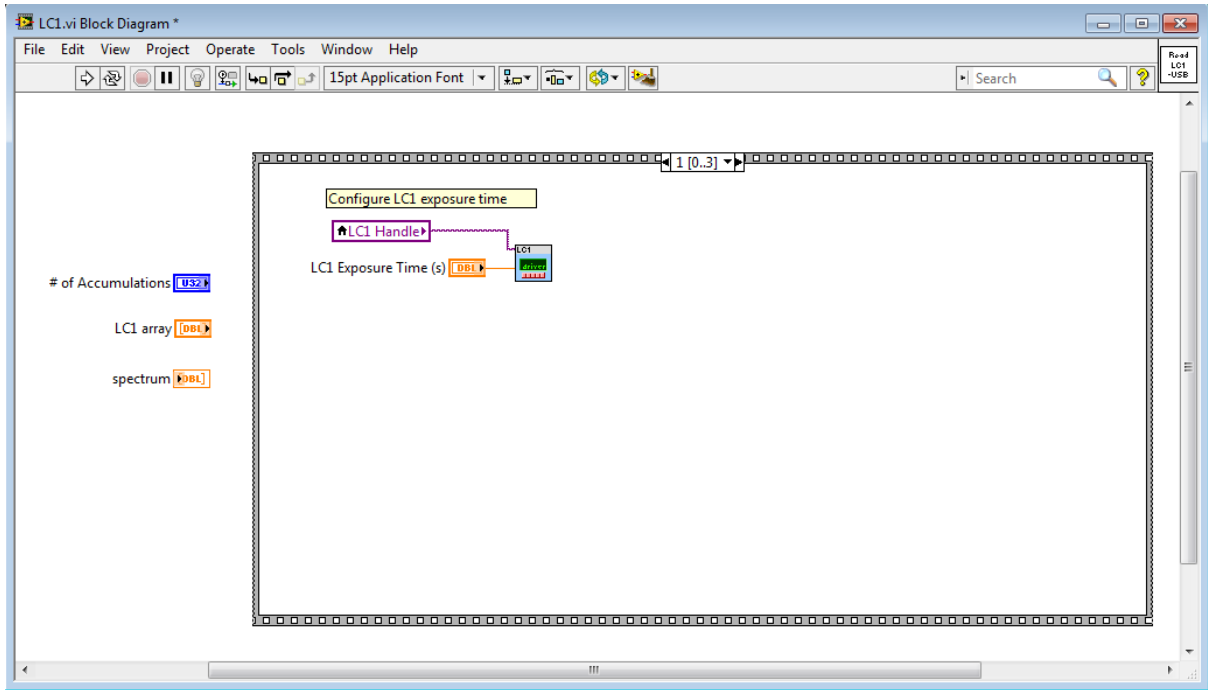 LC1.vi Block Diagram *
File Edit View Project Operate Tools Window Help
15pt Application Font
Search
Read
LC1
-USB
1 [0..3]
Configure LC1 exposure time
LC1 Handle
LC1
driver
LC1 Exposure Time (s) DBL
# of Accumulations U32
LC1 array [DBL]
spectrum [DBL]